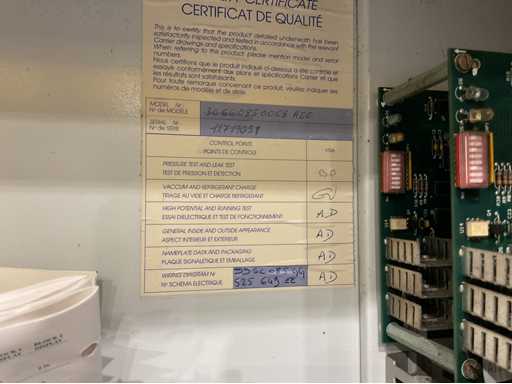 CERTIFICATE
CERTIFICAT DE QUALITÉ
This is to certify that the product detailed underneath has been
satisfactorily inspected and tested in accordance with the relevant
Carrier drawings and specifications.
When referring to this product please mention model and serial
numbers.
Nous certifions que le produit indiqué ci-dessous a été contrôlé et
essayé conformément aux plans et spécifications Carrier et que
les résultats sont satisfaisants.
Pour toute remarque concernant ce produit, veuillez indiquer les
numéros de modèle et de série.
MODEL Nr.
Nº de MODELE
SERIAL Nr.
Nº de SERIE
CONTROL POINTS
POINTS DE CONTROLE
VISA
PRESSURE TEST AND LEAK TEST
TEST DE PRESSION ET DETECTION
VACCUM AND REFRIGERANT CHARGE
TIRAGE AU VIDE ET CHARGE REFRIGERANT
HIGH POTENTIAL AND RUNNING TEST
ESSAI DIELECTRIQUE ET TEST DE FONCTIONNEMENT
AD
GENERAL INSIDE AND OUTSIDE APPEARANCE
ASPECT INTERIEUR ET EXTERIEUR
AD
NAMEPLATE DATA AND PACKAGING
PLAQUE SIGNALETIQUE ET EMBALLAGE
AD
WIRING DIAGRAM Nr
Nº SCHEMA ELECTRIQUE
AD